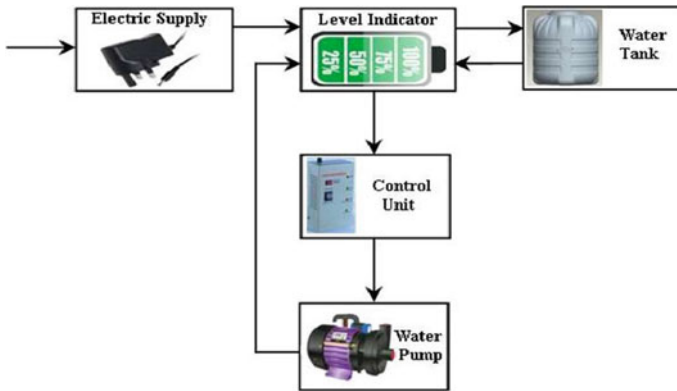 Electric Supply
Level Indicator
25%
50%
75%
100%
Water
Tank
Control
Unit
Water
Pump